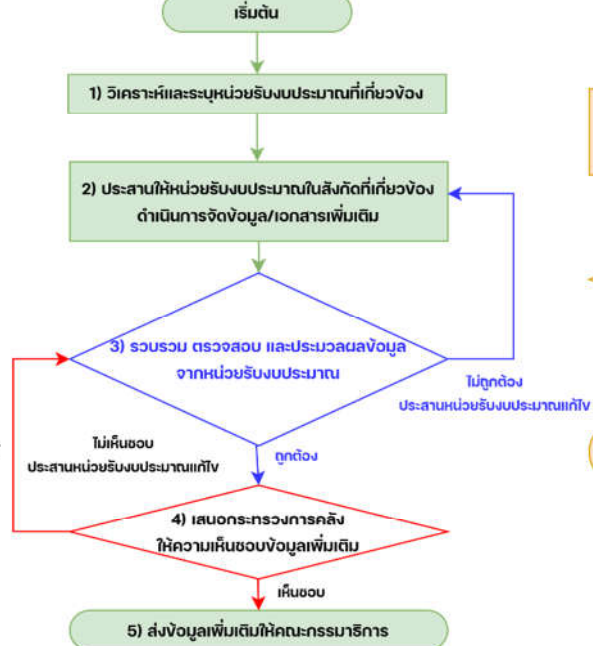 เริ่มต้น
1) วิเคราะห์และระบุหน่วยรับงบประมาณที่เกี่ยวข้อง
2) ประสานให้หน่วยรับงบประมาณในสังกัดที่เกี่ยวข้อง
ดำเนินการจัดข้อมูล/เอกสารเพิ่มเติม
3) รวบรวม ตรวจสอบ และประมวลผลข้อมูล
จากหน่วยรับงบประมาณ
ไม่ถูกต้อง
ประสานหน่วยรับงบประมาณแก้ไข
ไม่เห็นชอบ
ประสานหน่วยรับงบประมาณแก้ไข
ถูกต้อง
4) เสนอกระทรวงการคลัง
ให้ความเห็นชอบข้อมูลเพิ่มเติม
เห็นชอบ
5) ส่งข้อมูลเพิ่มเติมให้คณะกรรมาธิการ